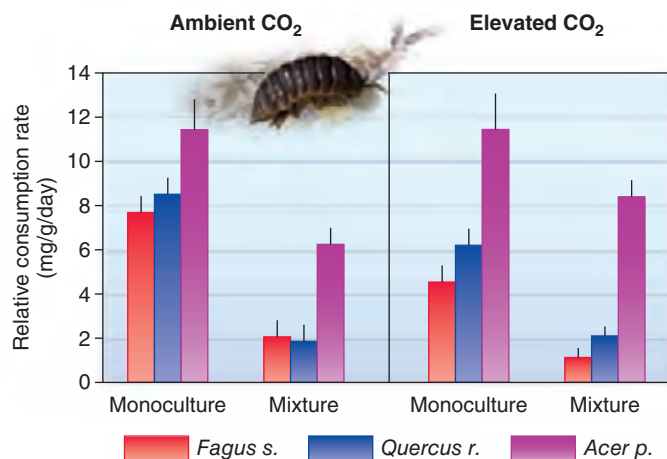 Ambient CO₂
Elevated CO₂
Relative consumption rate
(mg/g/day)
14
12
10
8
6
4
2
0
Monoculture
Mixture
Monoculture
Mixture
Fagus s.
Quercus r.
Acer p.